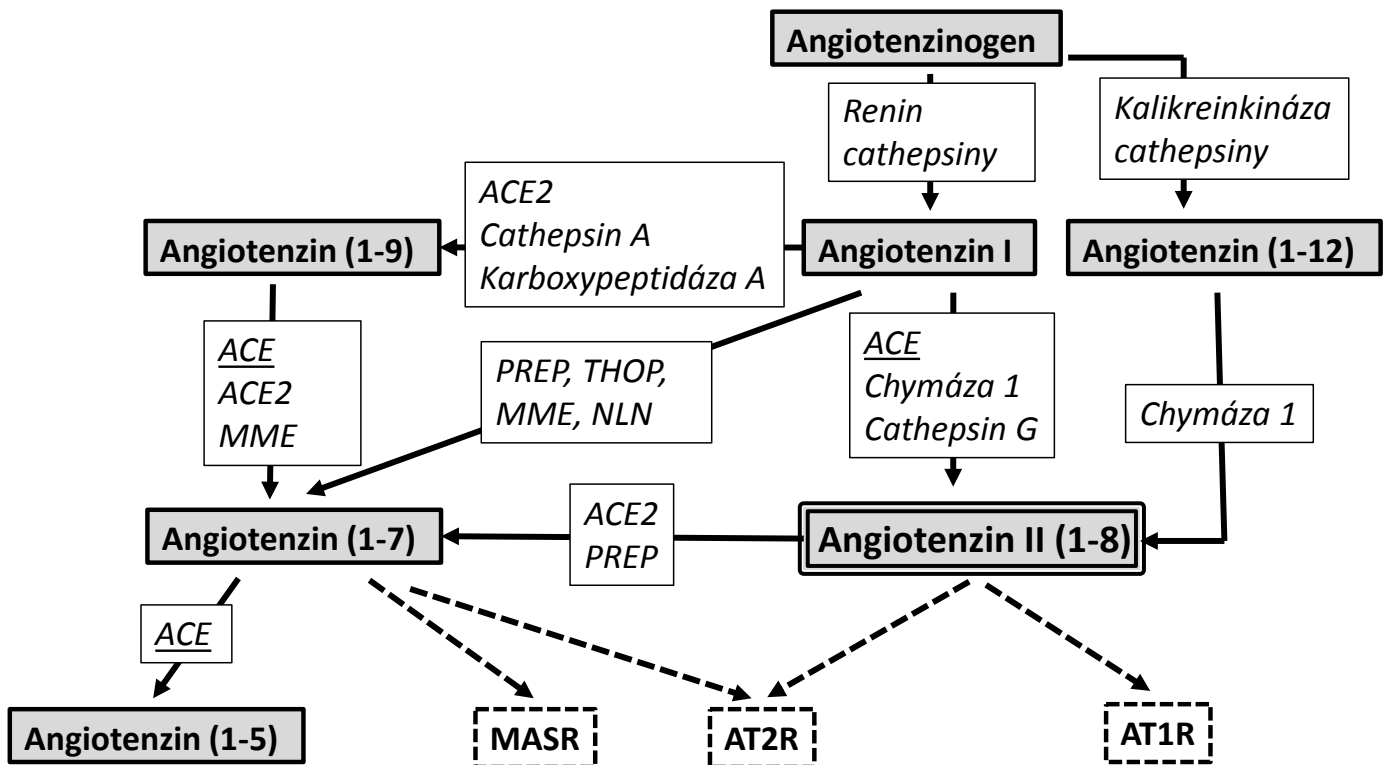 Angiotenzinogen
Renin
cathepsiny
Kalikreinkináza
cathepsiny
ACE2
Cathepsin A
Karboxypeptidáza A
Angiotenzin (1-9)
Angiotenzin I
Angiotenzin (1-12)
ACE
ACE2
MME
PREP, THOP,
MME, NLN
ACE
Chymáza 1
Cathepsin G
Chymáza 1
Angiotenzin (1-7)
ACE2
PREP
Angiotenzin II (1-8)
ACE
Angiotenzin (1-5)
MASR
AT2R
AT1R